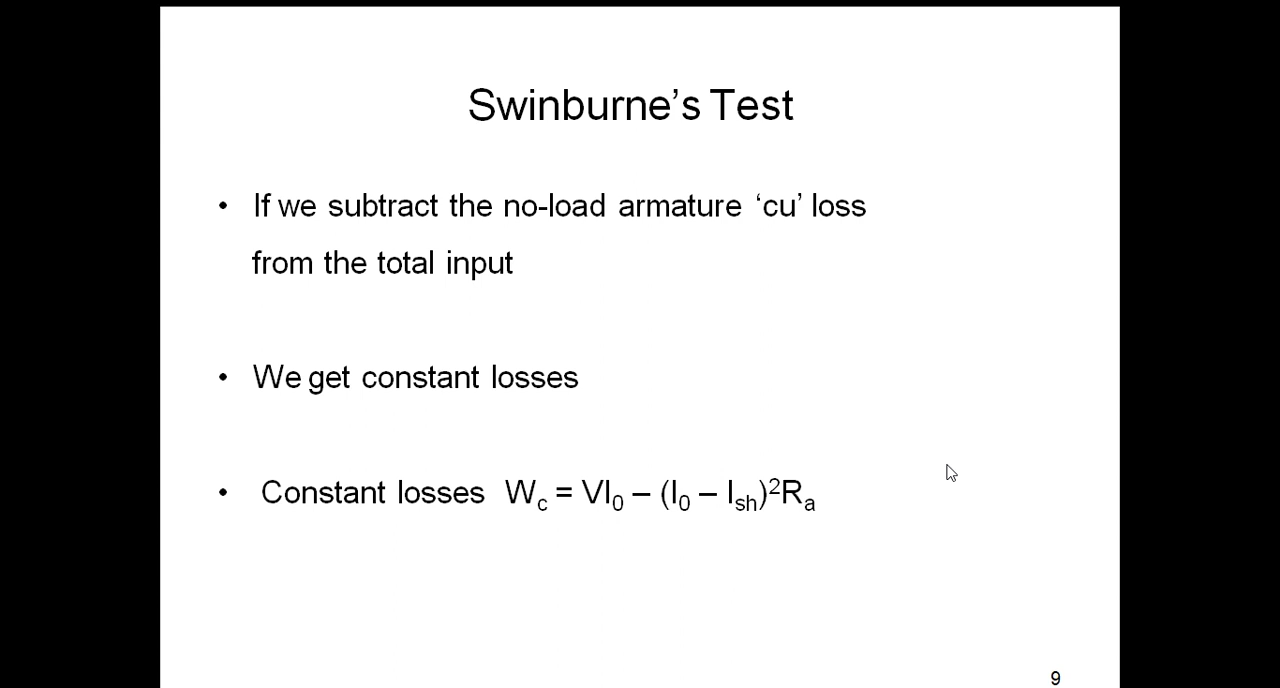 Swinburne’s Test
• If we subtract the no-load armature ‘cu’ loss
from the total input
• We get constant losses
• Constant losses W_c = VI_0 – (I_0 – I_sh)²R_a
9